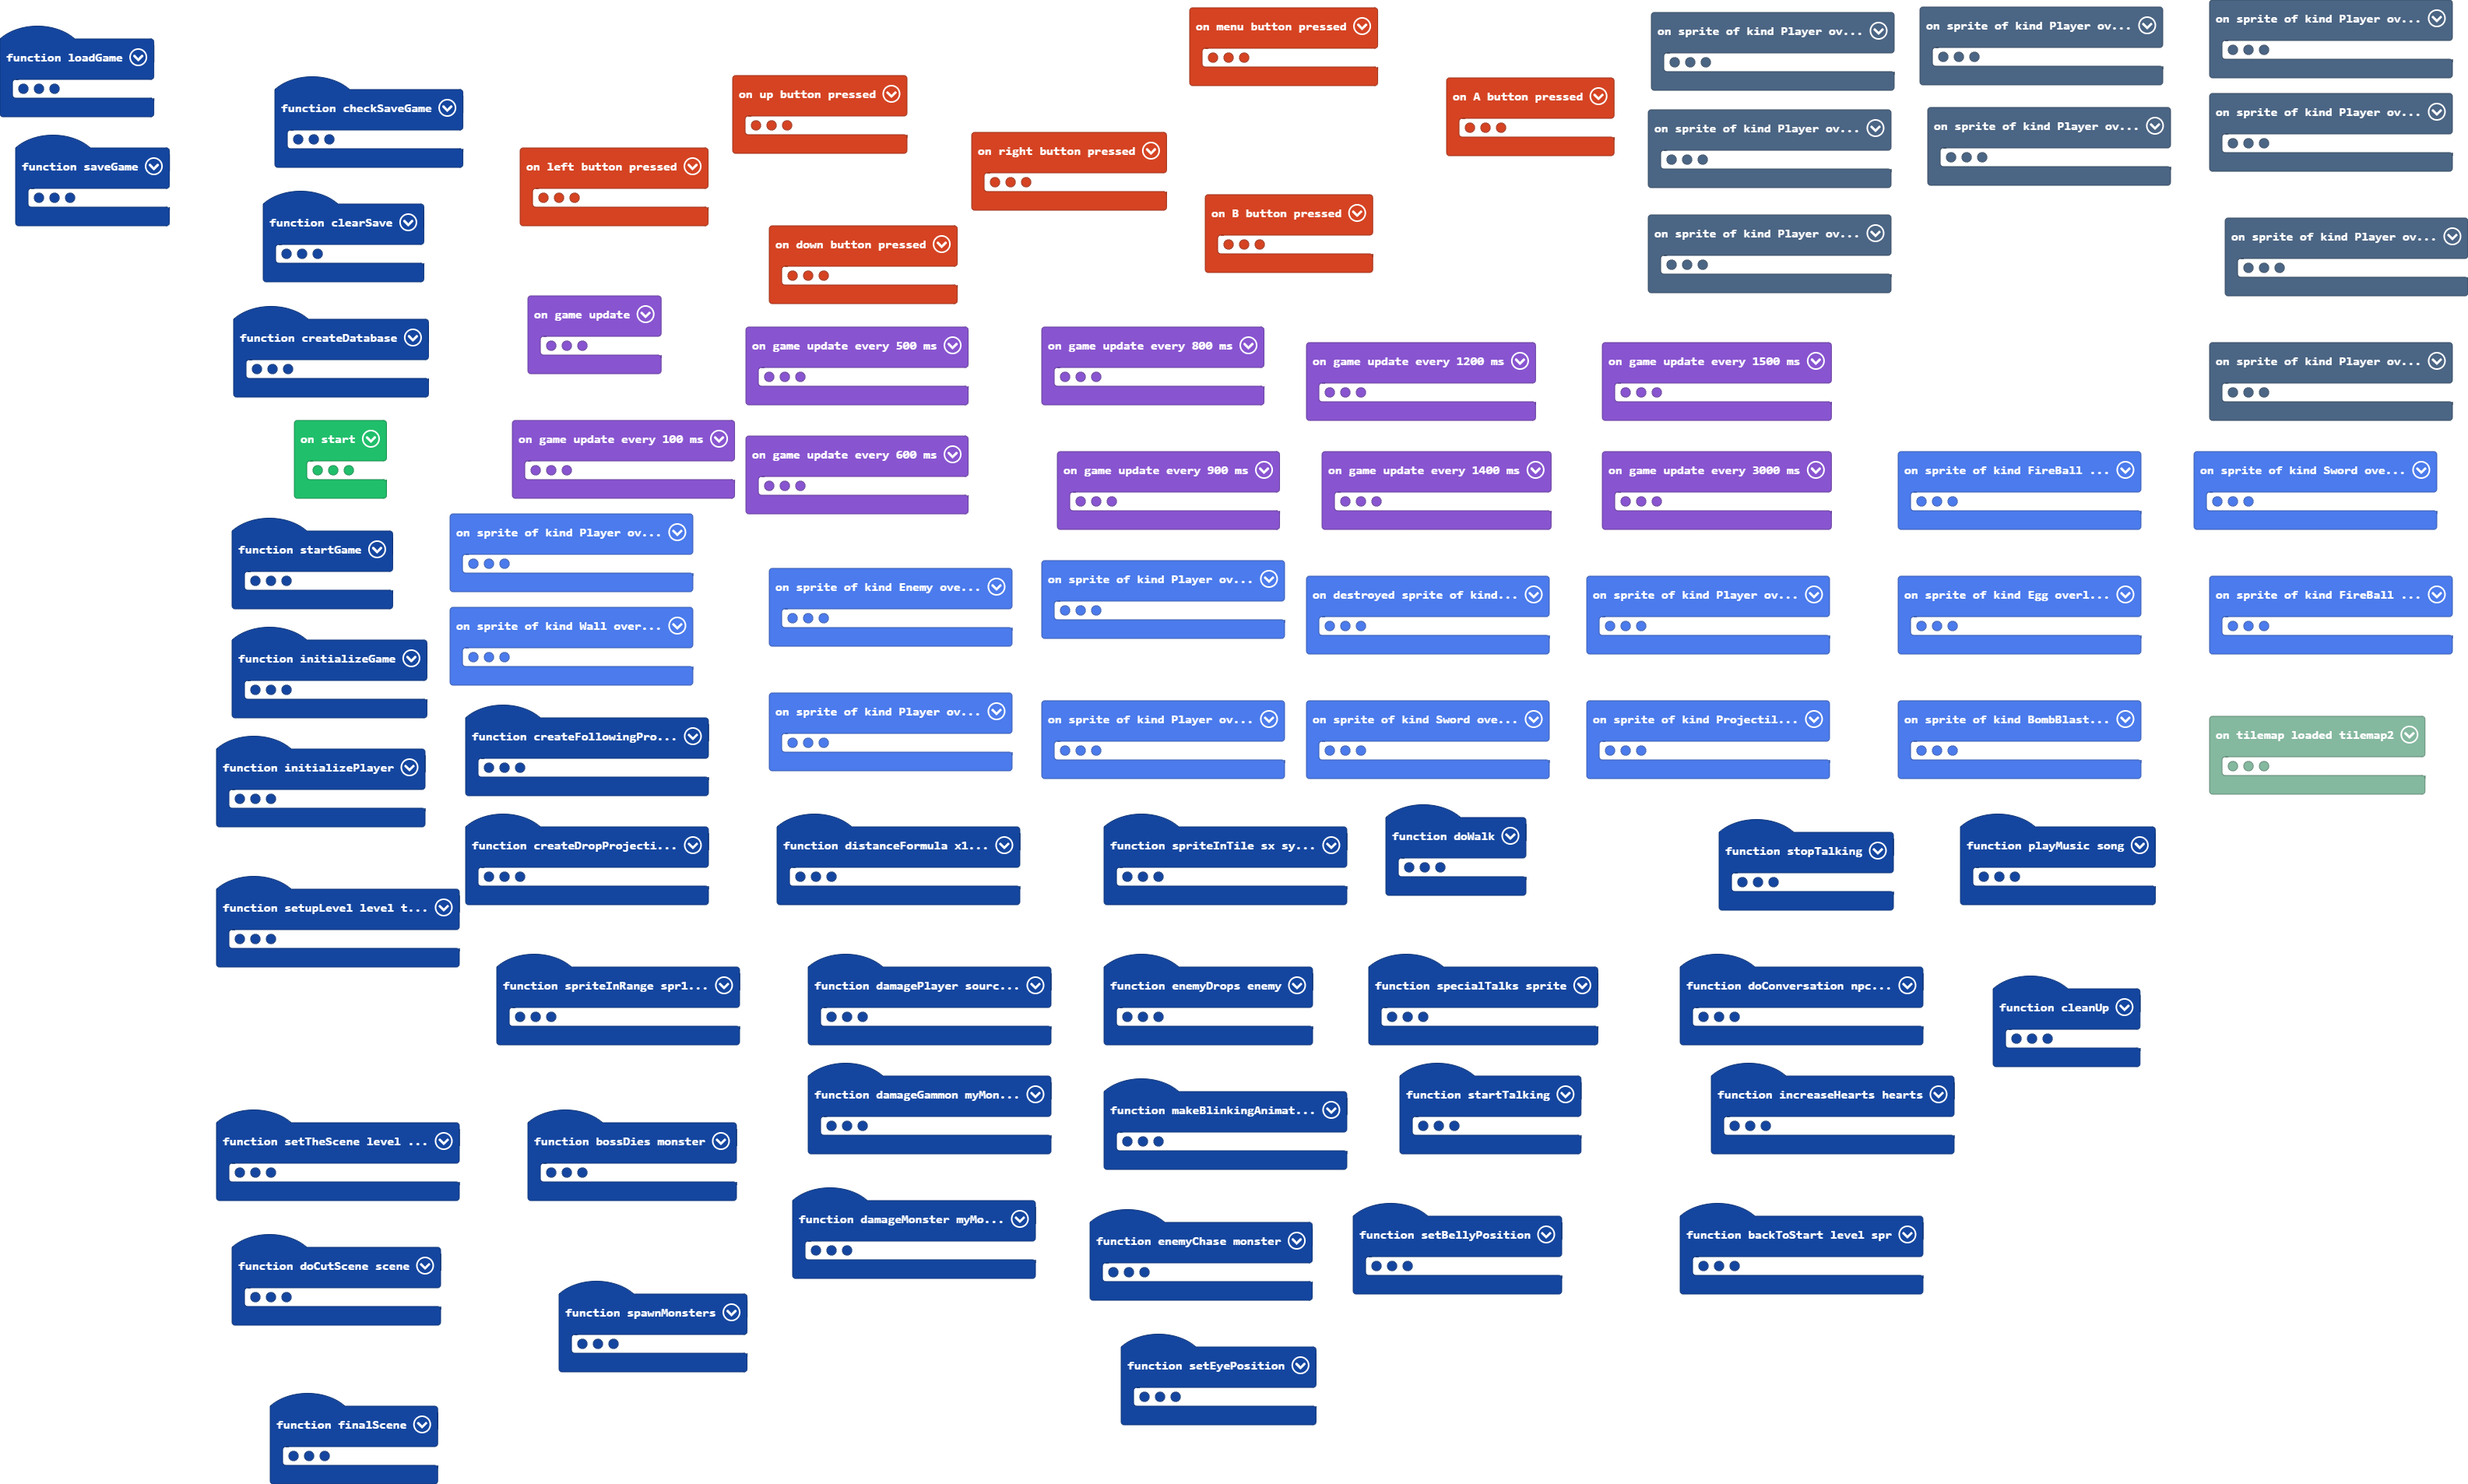 function loadGame
function saveGame
function checkSaveGame
function clearSave
function createDatabase
on start
function startGame
function initializeGame
function initializePlayer
function setupLevel level t...
function setTheScene level ...
function doCutScene scene
function finalScene
on menu button pressed
on up button pressed
on A button pressed
on right button pressed
on left button pressed
on B button pressed
on down button pressed
on sprite of kind Player ov...
on sprite of kind Player ov...
on sprite of kind Player ov...
on sprite of kind Player ov...
on sprite of kind Player ov...
on sprite of kind Player ov...
on sprite of kind Player ov...
on sprite of kind Player ov...
on sprite of kind Player ov...
on game update
on game update every 500 ms
on game update every 800 ms
on game update every 1200 ms
on game update every 1500 ms
on game update every 100 ms
on game update every 600 ms
on game update every 900 ms
on game update every 1400 ms
on game update every 3000 ms
on sprite of kind FireBall ...
on sprite of kind Sword ove...
on sprite of kind Player ov...
on sprite of kind Wall over...
on sprite of kind Enemy ove...
on sprite of kind Player ov...
on destroyed sprite of kind...
on sprite of kind Player ov...
on sprite of kind Egg overl...
on sprite of kind FireBall ...
on sprite of kind Player ov...
on sprite of kind Player ov...
on sprite of kind Sword ove...
on sprite of kind Projectil...
on sprite of kind BombBlast...
on tilemap loaded tilemap2
function createFollowingPro...
function createDropProjecti...
function distanceFormula x1...
function spriteInTile sx sy...
function doWalk
function stopTalking
function playMusic song
function spriteInRange spr1...
function damagePlayer sourc...
function enemyDrops enemy
function specialTalks sprite
function doConversation npc...
function cleanUp
function damageGammon myMon...
function makeBlinkingAnimat...
function startTalking
function increaseHearts hearts
function bossDies monster
function damageMonster myMo...
function enemyChase monster
function setBellyPosition
function backToStart level spr
function spawnMonsters
function setEyePosition